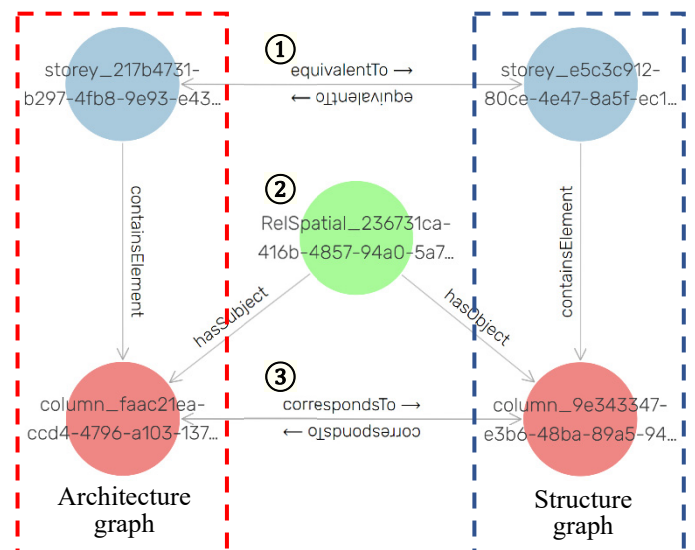 ①
storey_217b4731-
b297-4fb8-9e93-e43…
equivalentTo →
equivalentTo →
storey_e5c3c912-
80ce-4e47-8a5f-ec1…
containsElement
②
RelSpatial_236731ca-
416b-4857-94a0-5a7…
containsElement
hasSubject
hasObject
③
column_faac21ea-
ccd4-4796-a103-137…
correspondsTo →
correspondsTo →
column_9e343347-
e3b6-48ba-89a5-94…
Architecture
graph
Structure
graph